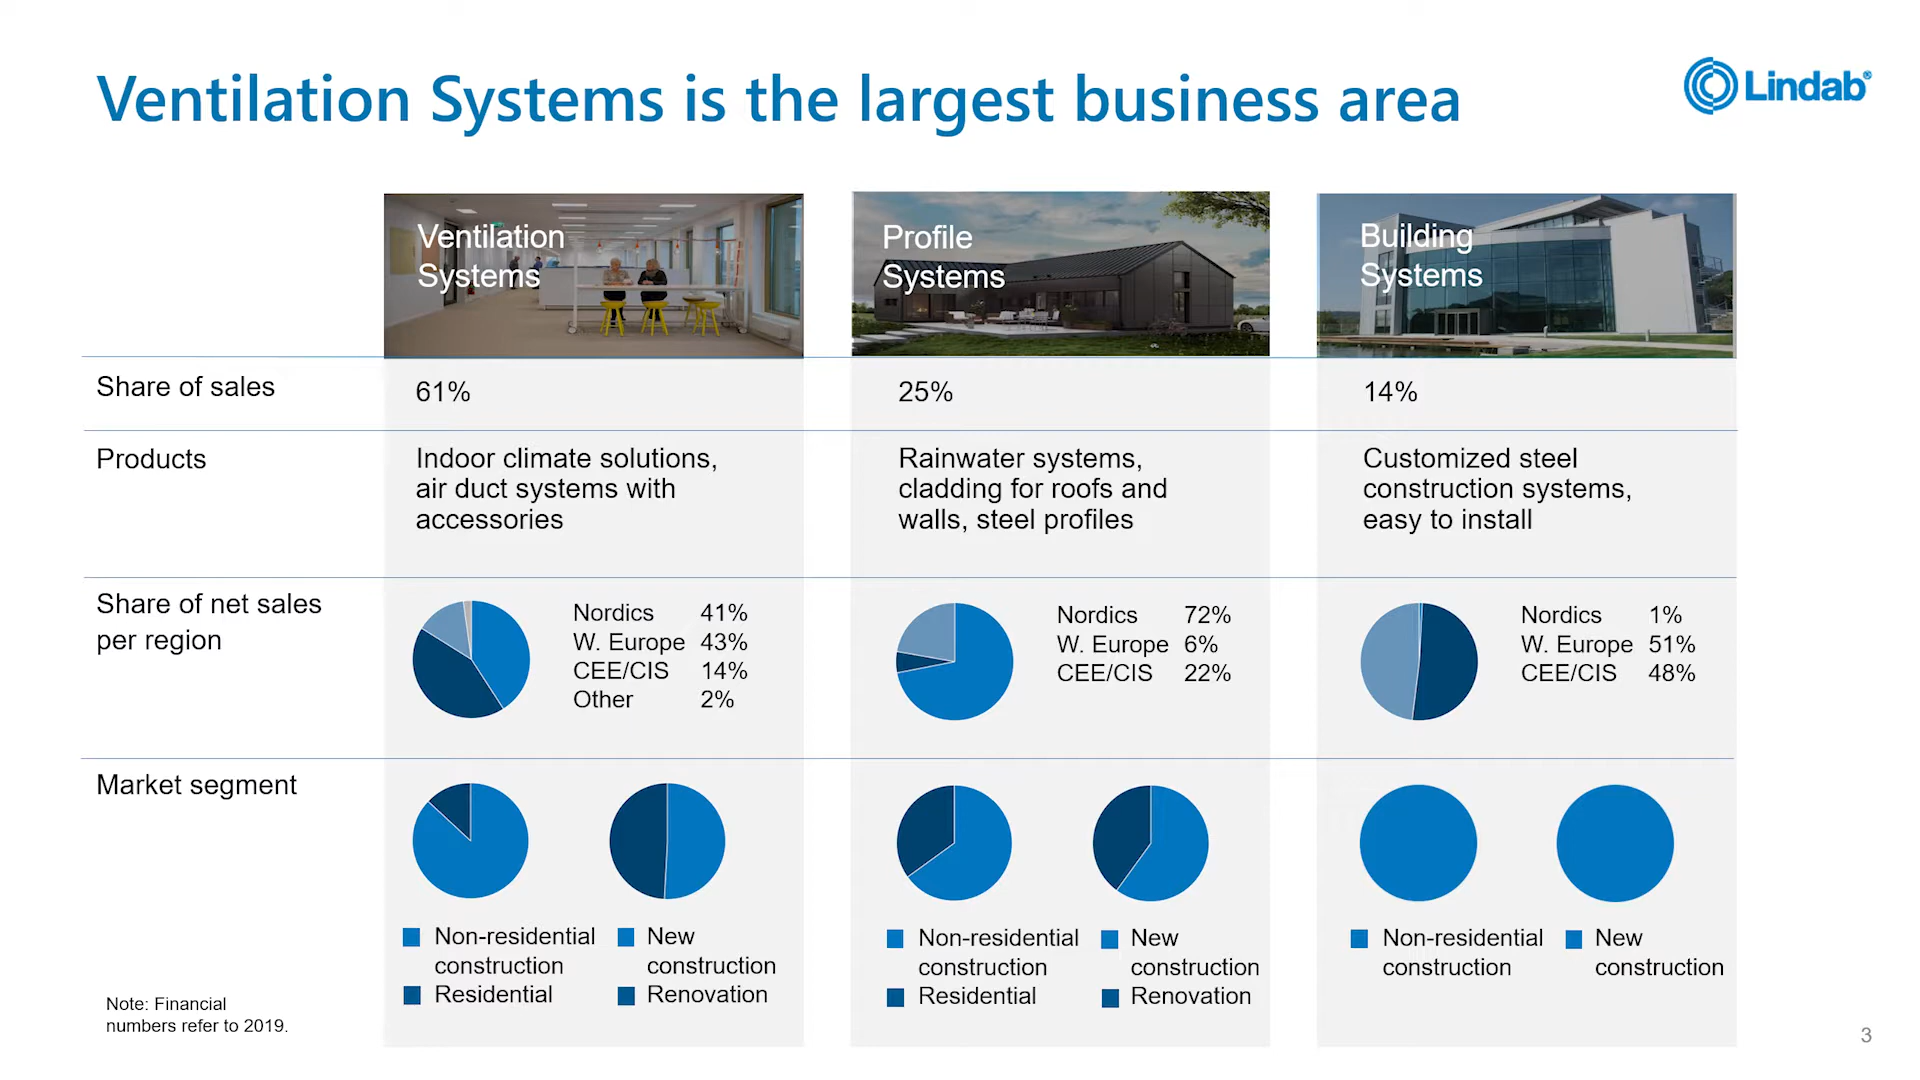 Ventilation Systems is the largest business area
Lindab®
Ventilation
Systems
Profile
Systems
Building
Systems
Share of sales
61%
25%
14%
Products
Indoor climate solutions,
air duct systems with
accessories
Rainwater systems,
cladding for roofs and
walls, steel profiles
Customized steel
construction systems,
easy to install
Share of net sales
per region
Nordics 41%
W. Europe 43%
CEE/CIS 14%
Other 2%
Nordics 72%
W. Europe 6%
CEE/CIS 22%
Nordics 1%
W. Europe 51%
CEE/CIS 48%
Market segment
Non-residential
construction
Residential
New
construction
Renovation
Non-residential
construction
Residential
New
construction
Renovation
Non-residential
construction
New
construction
Note: Financial
numbers refer to 2019.
3